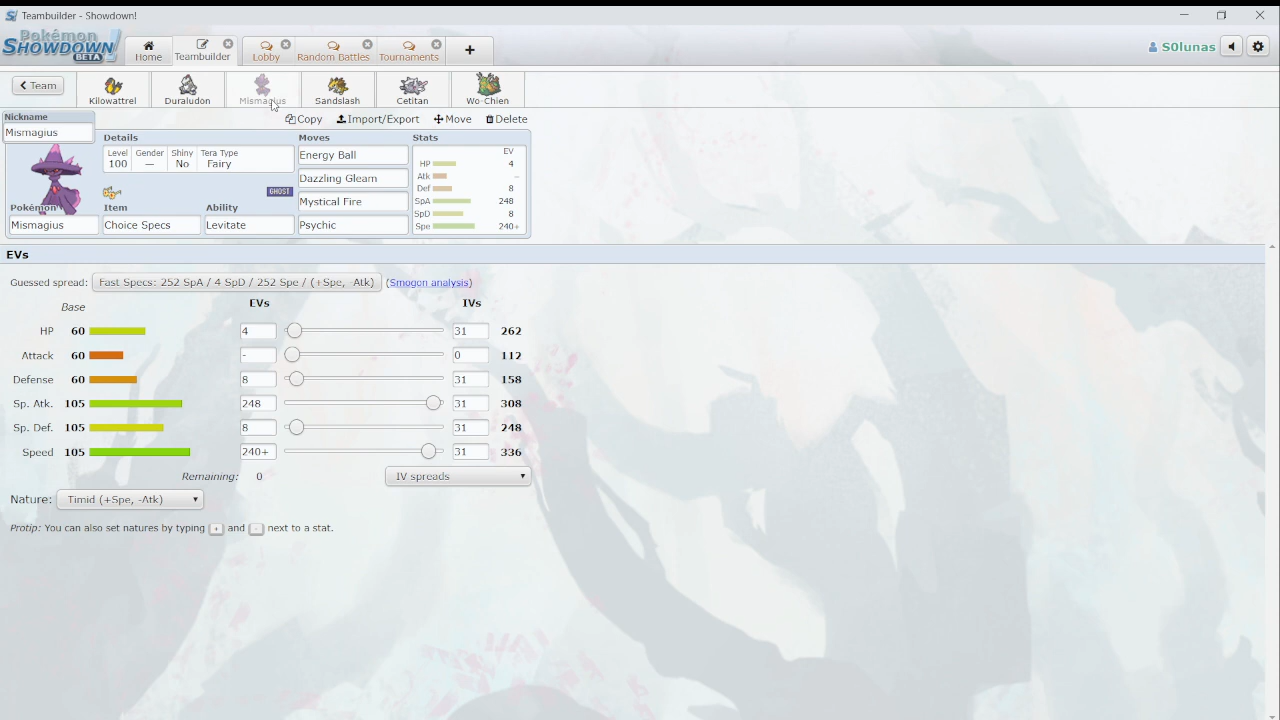 Teambuilder - Showdown!
Pokémon
SHOWDOWN!
BETA
Home
Teambuilder
Lobby
Random Battles
Tournaments
+
S0lunas
Team
Kilowattrel
Duraludon
Mismagius
Sandslash
Cetitan
Wo-Chien
Nickname
Mismagius
Copy
Import/Export
Move
Delete
Details
Moves
Stats
Level
Gender
Shiny
Tera Type
100
—
No
Fairy
GHOST
Pokémon
Item
Ability
Mismagius
Choice Specs
Levitate
Energy Ball
Dazzling Gleam
Mystical Fire
Psychic
EV
HP 4
Atk –
Def 8
SpA 248
SpD 8
Spe 240+
EVs
Guessed spread: Fast Specs: 252 SpA / 4 SpD / 252 Spe / (+Spe, -Atk) (Smogon analysis)
Base EVs IVs
HP 60 4 31 262
Attack 60 - 0 112
Defense 60 8 31 158
Sp. Atk. 105 248 31 308
Sp. Def. 105 8 31 248
Speed 105 240+ 31 336
Remaining: 0 IV spreads
Nature: Timid (+Spe, -Atk)
Protip: You can also set natures by typing + and - next to a stat.